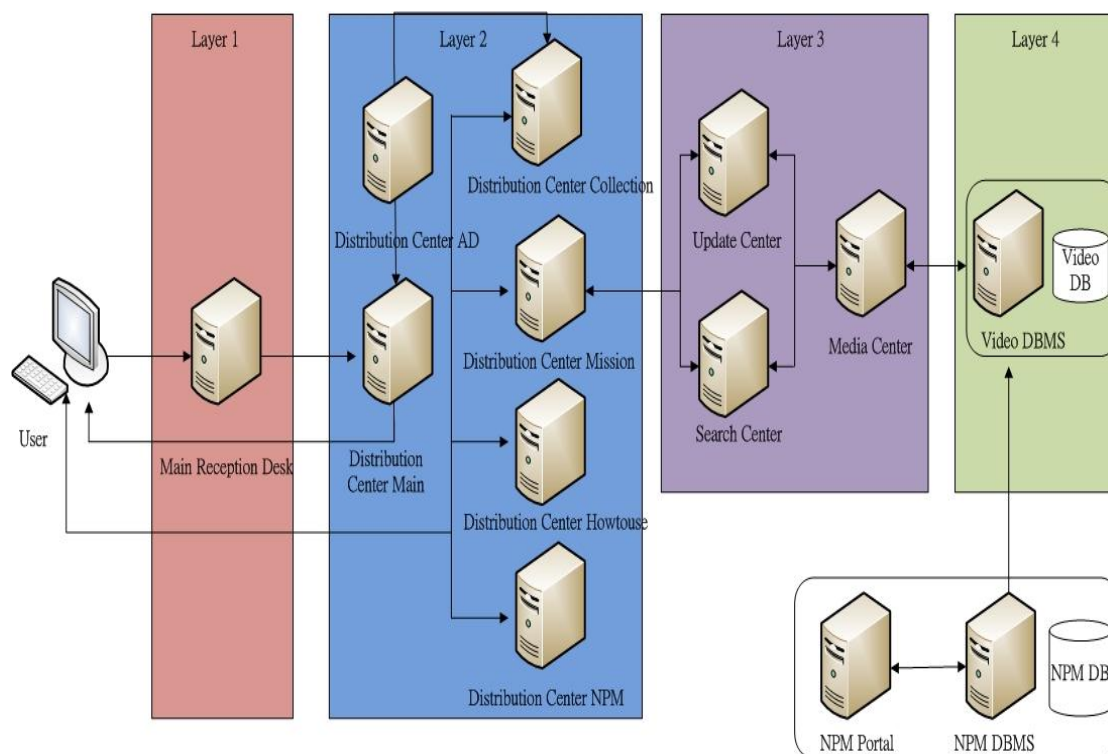 Layer 1
Layer 2
Layer 3
Layer 4
Distribution Center Collection
Distribution Center AD
Update Center
Video
DB
Video DBMS
Media Center
Distribution Center Mission
User
Main Reception Desk
Distribution
Center Main
Search Center
Distribution Center Howtouse
Distribution Center NPM
NPM DB
NPM Portal
NPM DBMS